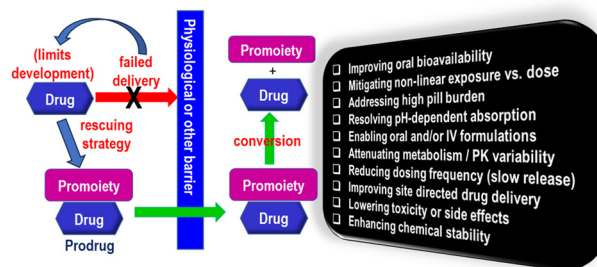 (limits
development)
failed
delivery
Drug
X
rescuing
strategy
Promoiety
Drug
Prodrug
Physiological or other barrier
Promoiety
+
Drug
conversion
Promoiety
Drug
❑ Improving oral bioavailability
❑ Mitigating non-linear exposure vs. dose
❑ Addressing high pill burden
❑ Resolving pH-dependent absorption
❑ Enabling oral and/or IV formulations
❑ Attenuating metabolism / PK variability
❑ Reducing dosing frequency (slow release)
❑ Improving site directed drug delivery
❑ Lowering toxicity or side effects
❑ Enhancing chemical stability